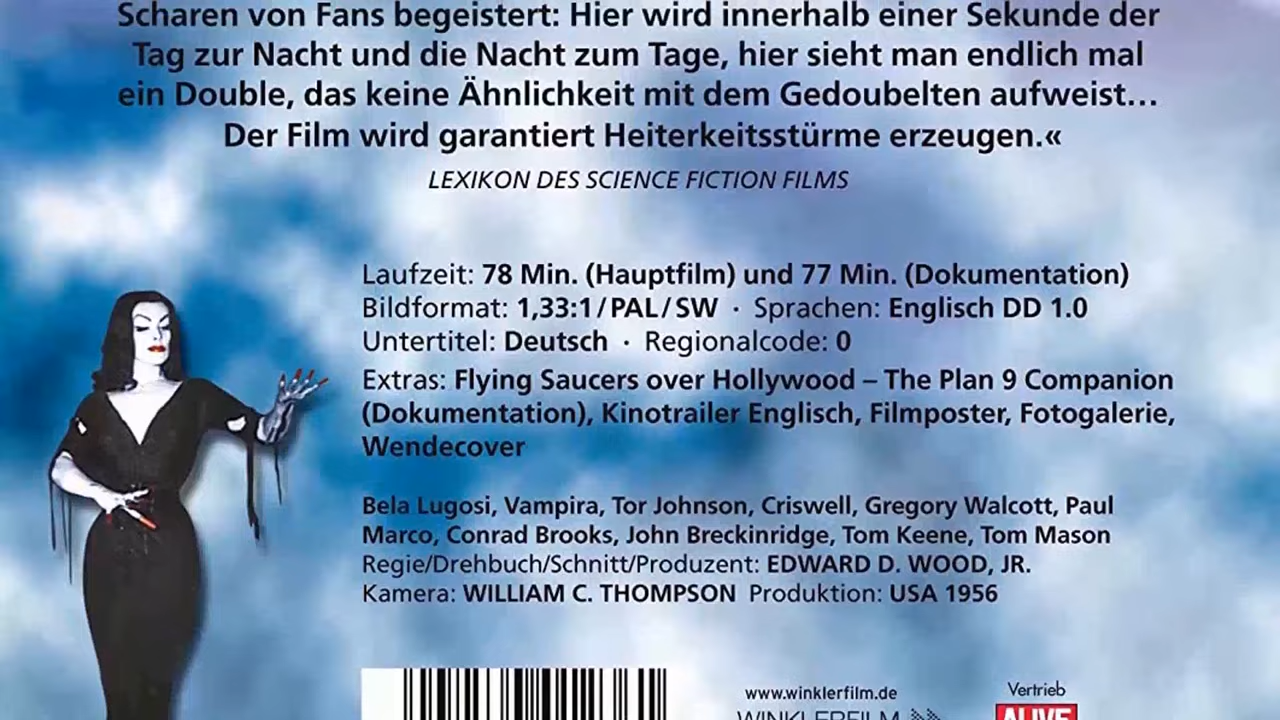 Scharen von Fans begeistert: Hier wird innerhalb einer Sekunde der
Tag zur Nacht und die Nacht zum Tage, hier sieht man endlich mal
ein Double, das keine Ähnlichkeit mit dem Gedoubelten aufweist...
Der Film wird garantiert Heiterkeitsstürme erzeugen.«
LEXIKON DES SCIENCE FICTION FILMS
Laufzeit: 78 Min. (Hauptfilm) und 77 Min. (Dokumentation)
Bildformat: 1,33:1/PAL/SW · Sprachen: Englisch DD 1.0
Untertitel: Deutsch · Regionalcode: 0
Extras: Flying Saucers over Hollywood – The Plan 9 Companion
(Dokumentation), Kinotrailer Englisch, Filmposter, Fotogalerie,
Wendecover
Bela Lugosi, Vampira, Tor Johnson, Criswell, Gregory Walcott, Paul
Marco, Conrad Brooks, John Breckinridge, Tom Keene, Tom Mason
Regie/Drehbuch/Schnitt/Produzent: EDWARD D. WOOD, JR.
Kamera: WILLIAM C. THOMPSON Produktion: USA 1956
www.winklerfilm.de
WINKLERFILM
Vertrieb
ALIVE